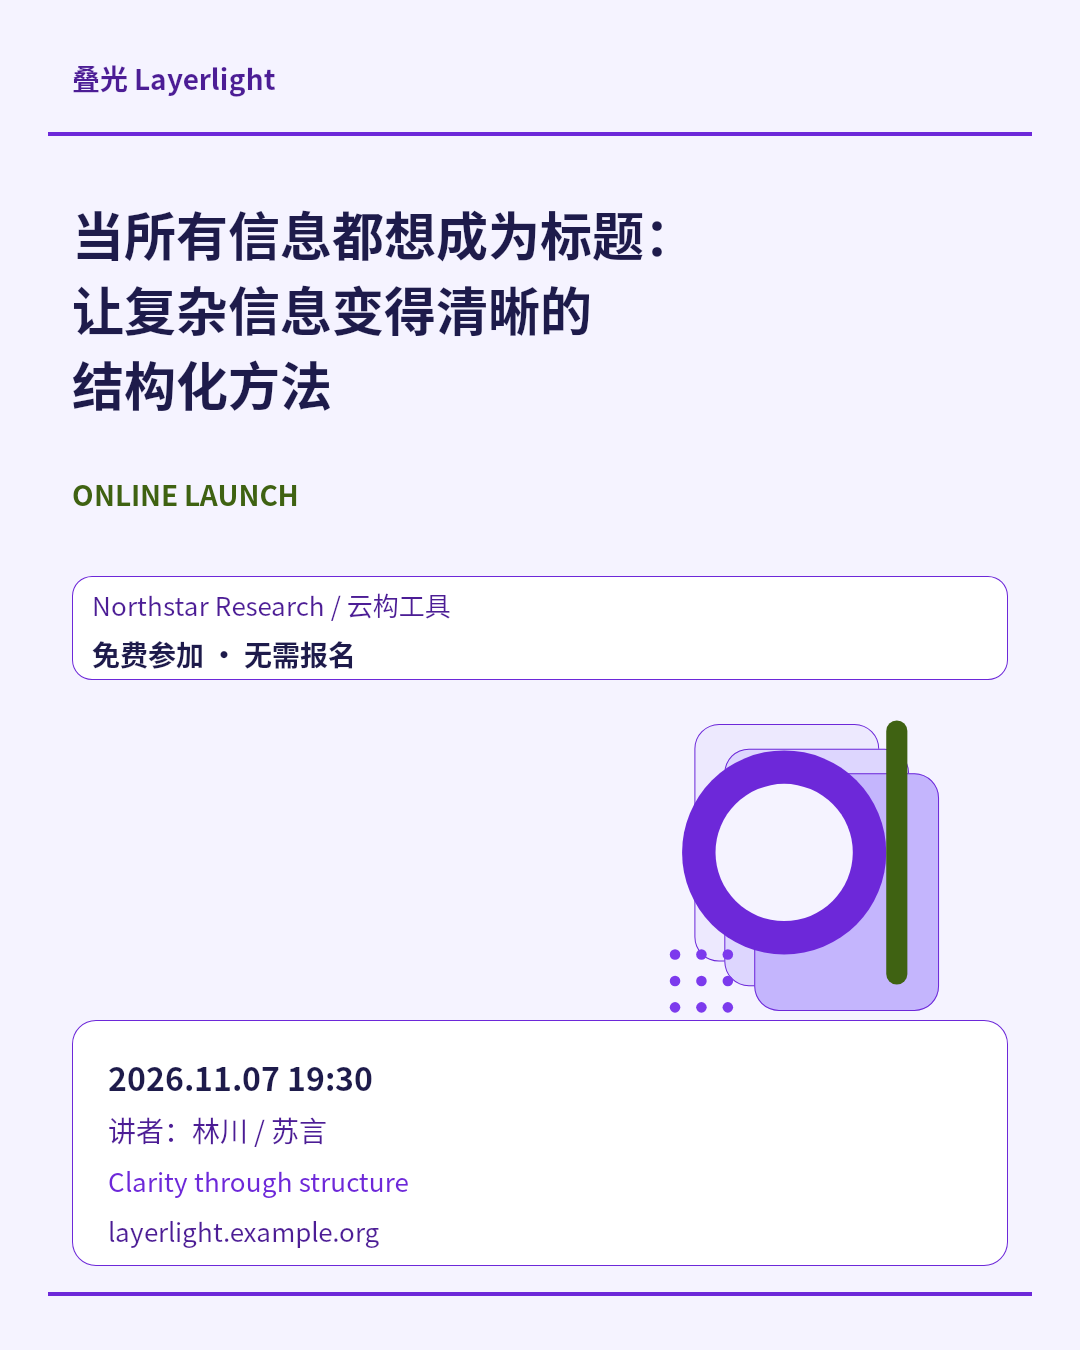 叠光 Layerlight
当所有信息都想成为标题：
让复杂信息变得清晰的
结构化方法
ONLINE LAUNCH
Northstar Research / 云构工具
免费参加 · 无需报名
2026.11.07 19:30
讲者：林川 / 苏言
Clarity through structure
layerlight.example.org